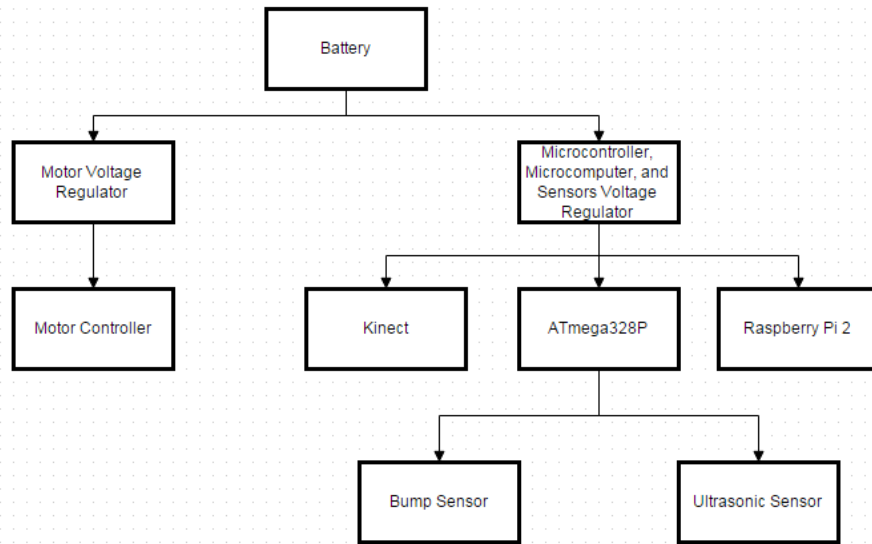 Battery
Motor Voltage
Regulator
Microcontroller,
Microcomputer, and
Sensors Voltage
Regulator
Motor Controller
Kinect
ATmega328P
Raspberry Pi 2
Bump Sensor
Ultrasonic Sensor